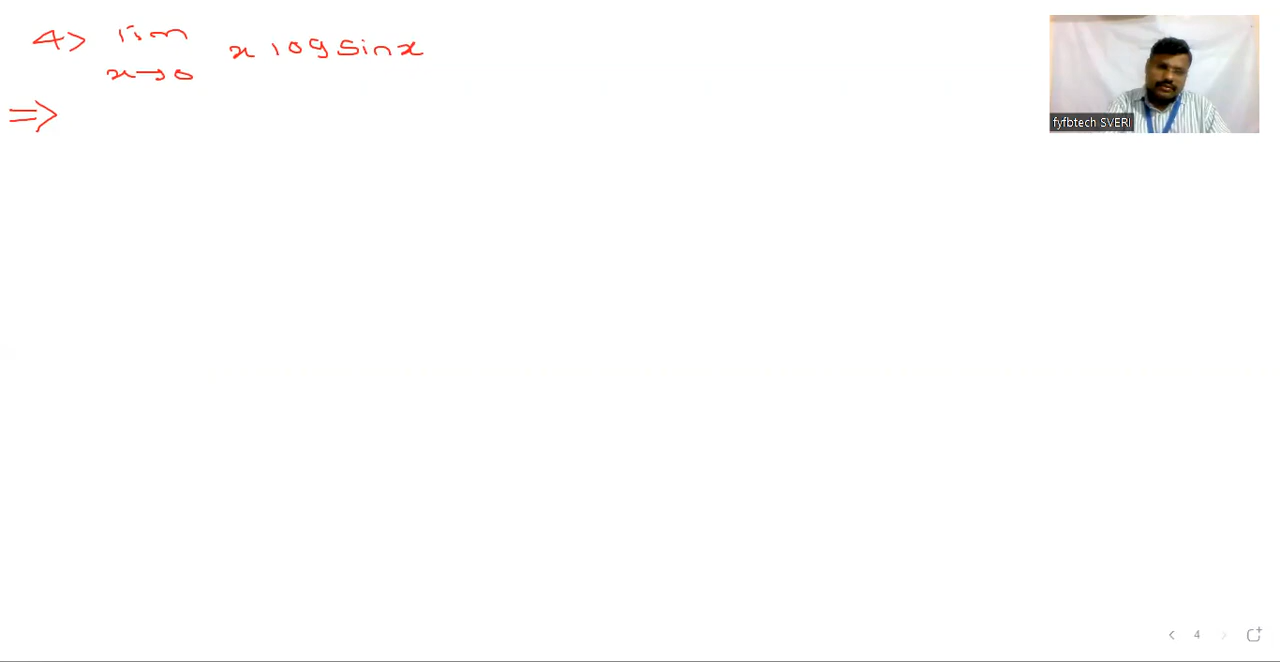 4> lim x log sin x
x→0
⇒
fyfbtech SVERI
4